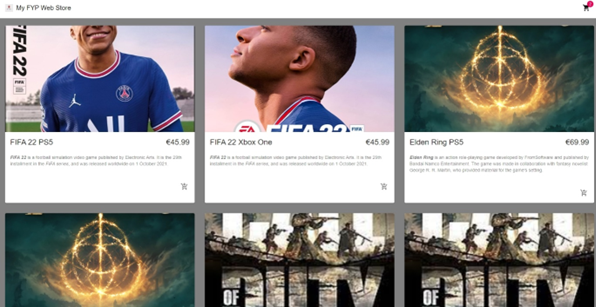 My FYP Web Store
FIFA 22
FIFA 22
FIFA 22 PS5 €45.99
FIFA 22 is a football simulation video game published by Electronic Arts. It is the 29th
installment in the FIFA series, and was released worldwide on 1 October 2021.
FIFA 22 Xbox One €45.99
FIFA 22 is a football simulation video game published by Electronic Arts. It is the 29th
installment in the FIFA series, and was released worldwide on 1 October 2021.
Elden Ring PS5 €69.99
Elden Ring is an action role-playing game developed by FromSoftware and published by
Bandai Namco Entertainment. The game was made in collaboration with fantasy novelist
George R. R. Martin, who provided material for the game's setting.
OF DUTY
OF DUTY